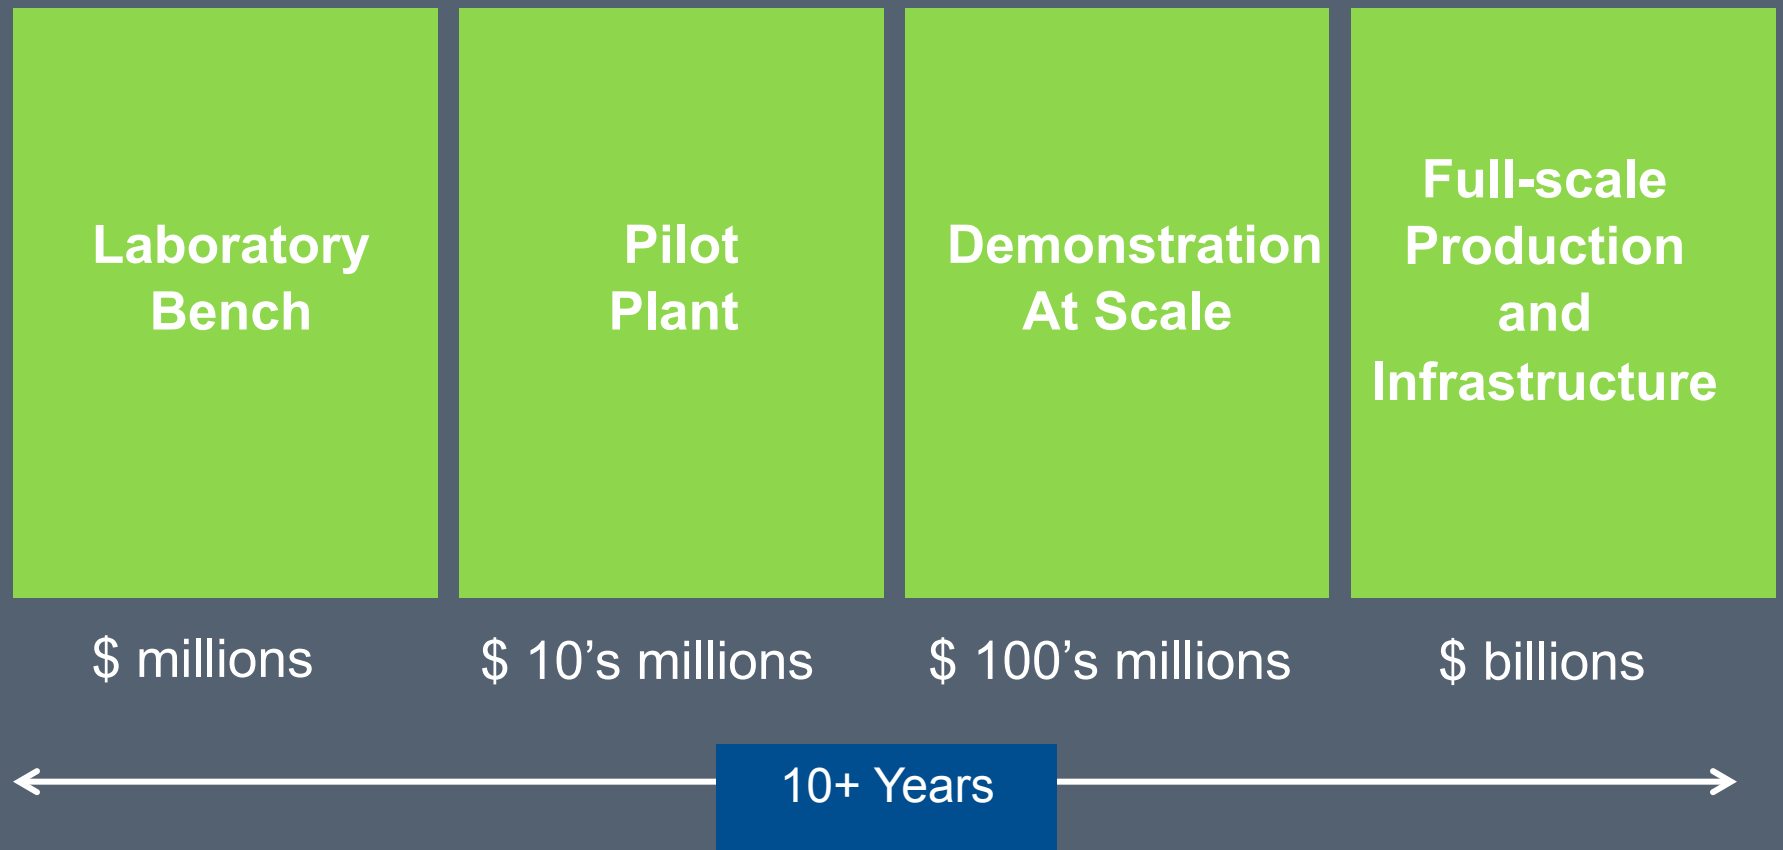 Laboratory
Bench
Pilot
Plant
Demonstration
At Scale
Full-scale
Production
and
Infrastructure
$ millions
$ 10’s millions
$ 100’s millions
$ billions
10+ Years